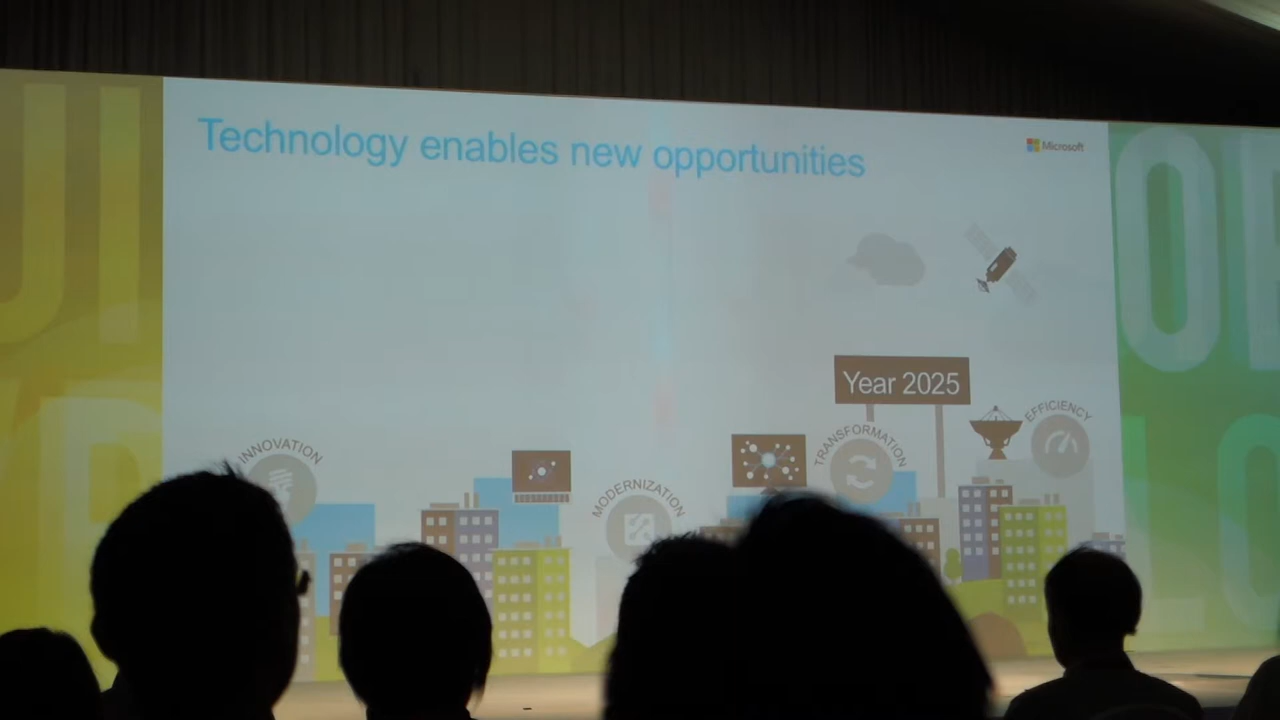 Technology enables new opportunities
Microsoft
Year 2025
INNOVATION
MODERNIZATION
TRANSFORMATION
EFFICIENCY